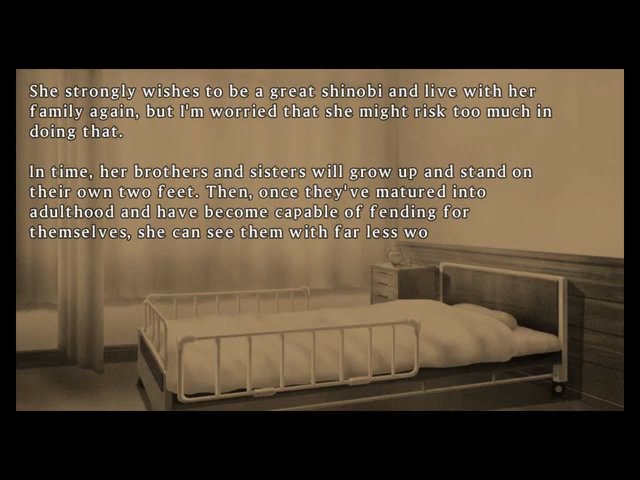 She strongly wishes to be a great shinobi and live with her
family again, but I'm worried that she might risk too much in
doing that.
In time, her brothers and sisters will grow up and stand on
their own two feet. Then, once they've matured into
adulthood and have become capable of fending for
themselves, she can see them with far less wo